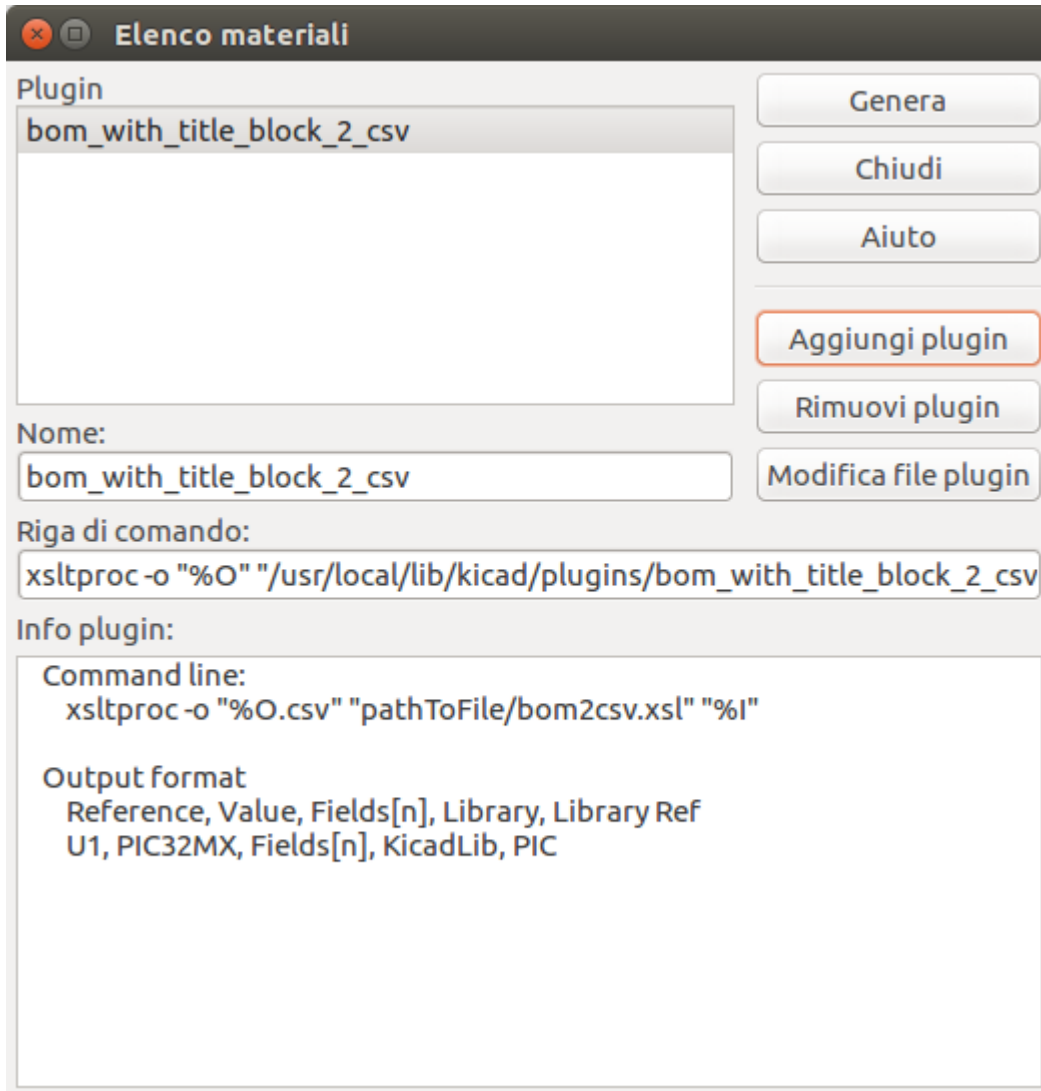 Elenco materiali
Plugin
bom_with_title_block_2_csv
Genera
Chiudi
Aiuto
Aggiungi plugin
Rimuovi plugin
Modifica file plugin
Nome:
bom_with_title_block_2_csv
Riga di comando:
xsltproc -o "%O" "/usr/local/lib/kicad/plugins/bom_with_title_block_2_csv
Info plugin:
Command line:
xsltproc -o "%O.csv" "pathToFile/bom2csv.xsl" "%I"
Output format
Reference, Value, Fields[n], Library, Library Ref
U1, PIC32MX, Fields[n], KicadLib, PIC